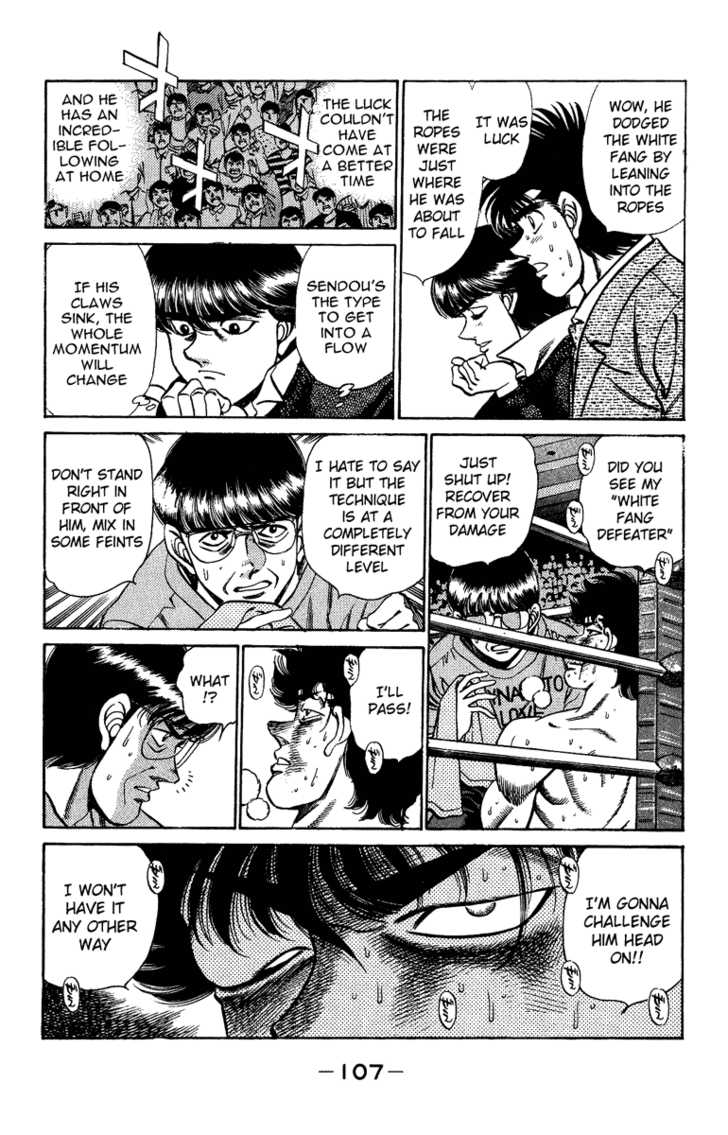 WOW, HE
DODGED
THE WHITE
FANG BY
LEANING
INTO THE
ROPES
IT WAS
LUCK
THE
ROPES
WERE
JUST
WHERE
HE WAS
ABOUT
TO FALL
THE LUCK
COULDN'T
HAVE
COME AT
A BETTER
TIME
AND HE
HAS AN
INCRED-
IBLE FOL-
LOWING
AT HOME
SENDOU'S
THE TYPE
TO GET
INTO A
FLOW
IF HIS
CLAWS
SINK, THE
WHOLE
MOMENTUM
WILL
CHANGE
DID YOU
SEE MY
"WHITE
FANG
DEFEATER"
JUST
SHUT UP!
RECOVER
FROM YOUR
DAMAGE
I HATE TO SAY
IT BUT THE
TECHNIQUE
IS AT A
COMPLETELY
DIFFERENT
LEVEL
DON'T STAND
RIGHT IN
FRONT OF
HIM, MIX IN
SOME FEINTS
I'LL
PASS!
WHAT
!?
I'M GONNA
CHALLENGE
HIM HEAD
ON!!
I WON'T
HAVE IT
ANY OTHER
WAY
-107-